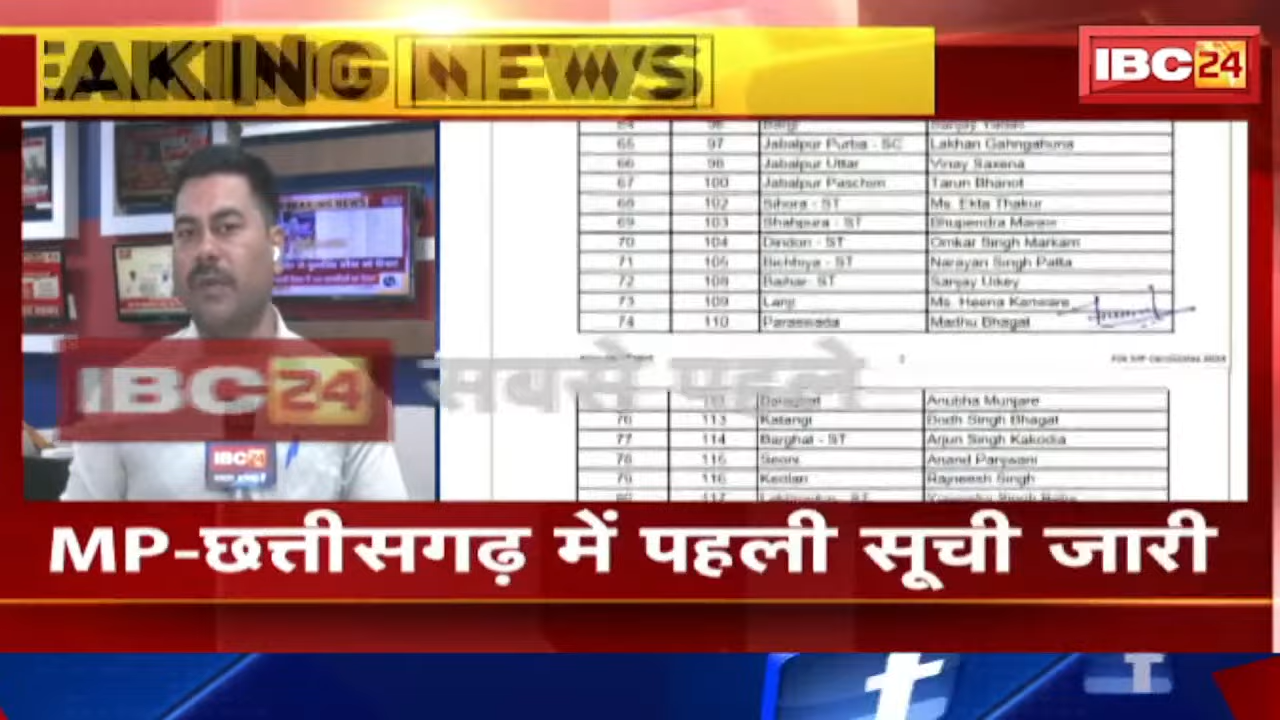 EAKING NEWS
IBC24
BREAKING NEWS
65 97 Jabalpur Purba - SC Lakhan Gahnghuria
66 98 Jabalpur Uttar Vinay Saxena
67 100 Jabalpur Paschim Tarun Bhanot
68 102 Sihora - ST Ms. Ekta Thakur
69 103 Shahpura - ST Bhupendra
70 104 Dindori - ST Omkar Singh Markam
71 105 Bichhiya - ST Narayan Singh Patta
72 108 Baihar- ST Sanjay Uikey
73 109 Lanji Ms. Heena
74 110 Paraswada Madhu Bhagat
IBC24 सबसे पहले
Anubha Munjare
76 113 Katangi Bodh Singh Bhagat
77 114 Barghat - ST Arjun Singh Kakodia
78 115 Seoni Anand Panjwani
79 116 Keolari Rajneesh Singh
117
IBC24
MP-छत्तीसगढ़ में पहली सूची जारी